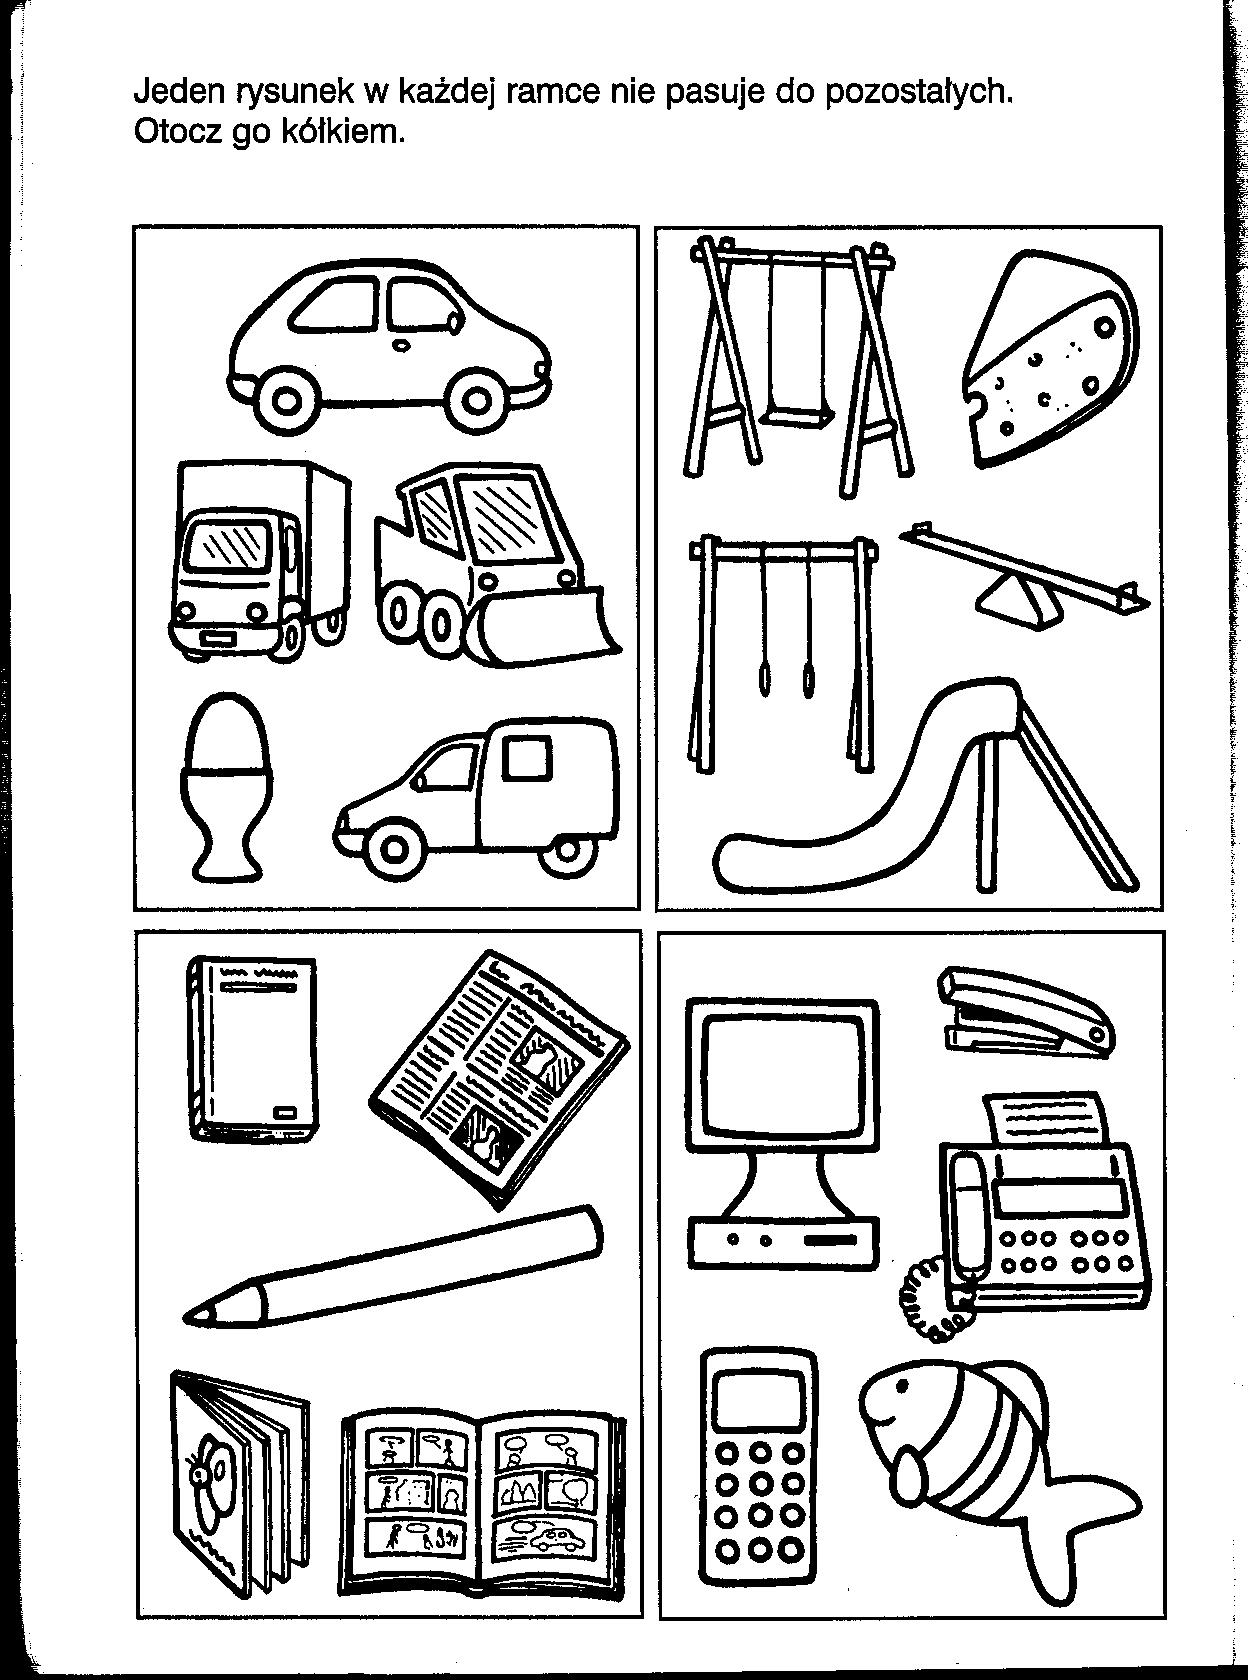 Jeden rysunek w każdej ramce nie pasuje do pozostałych.
Otocz go kółkiem.